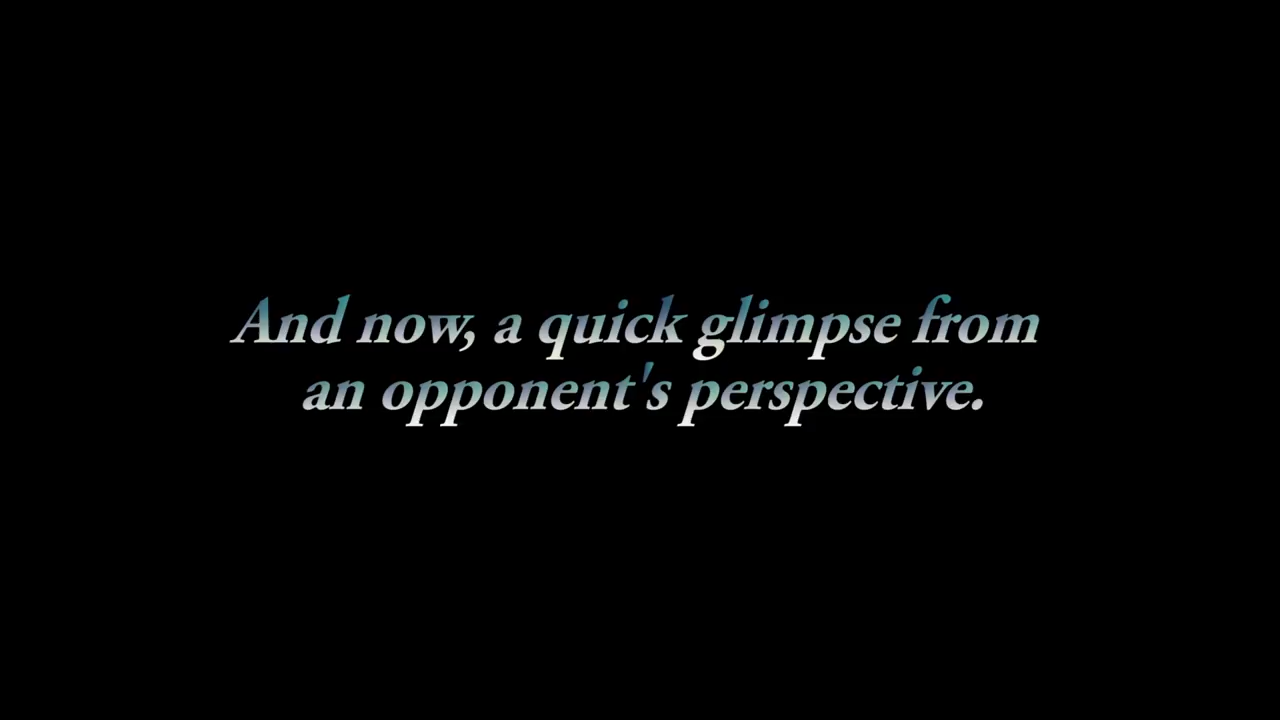 And now, a quick glimpse from
an opponent's perspective.